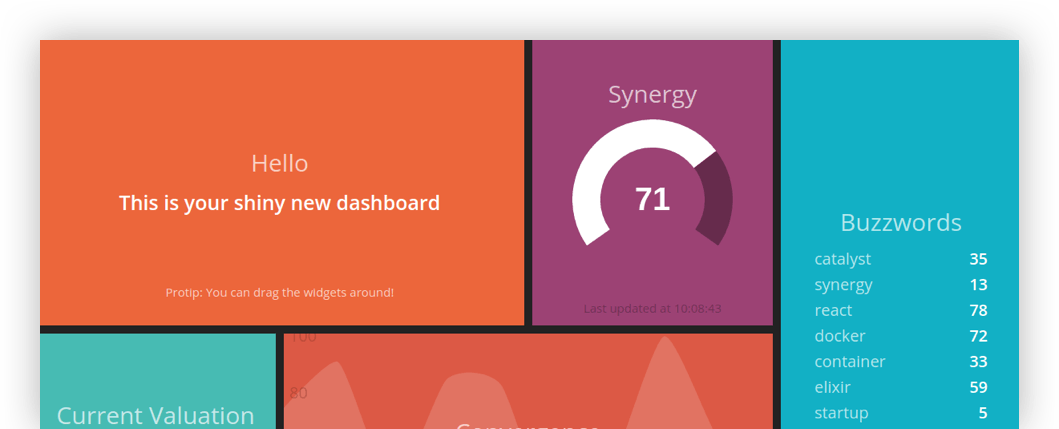 Hello
This is your shiny new dashboard
Protip: You can drag the widgets around!
Synergy
71
Last updated at 10:08:43
Buzzwords
catalyst 35
synergy 13
react 78
docker 72
container 33
elixir 59
startup 5
Current Valuation
100
80
Convergence